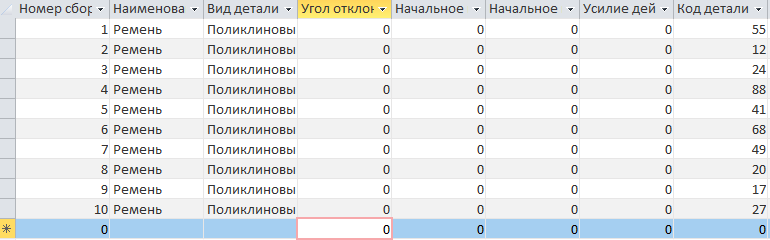 Номер сбор Наименова Вид детали Угол отклон Начальное Начальное Усилие дей Код детали
1 Ремень Поликлиновы 0 0 0 0 55
2 Ремень Поликлиновы 0 0 0 0 12
3 Ремень Поликлиновы 0 0 0 0 24
4 Ремень Поликлиновы 0 0 0 0 88
5 Ремень Поликлиновы 0 0 0 0 41
6 Ремень Поликлиновы 0 0 0 0 68
7 Ремень Поликлиновы 0 0 0 0 49
8 Ремень Поликлиновы 0 0 0 0 20
9 Ремень Поликлиновы 0 0 0 0 17
10 Ремень Поликлиновы 0 0 0 0 27
0 0 0 0 0 0